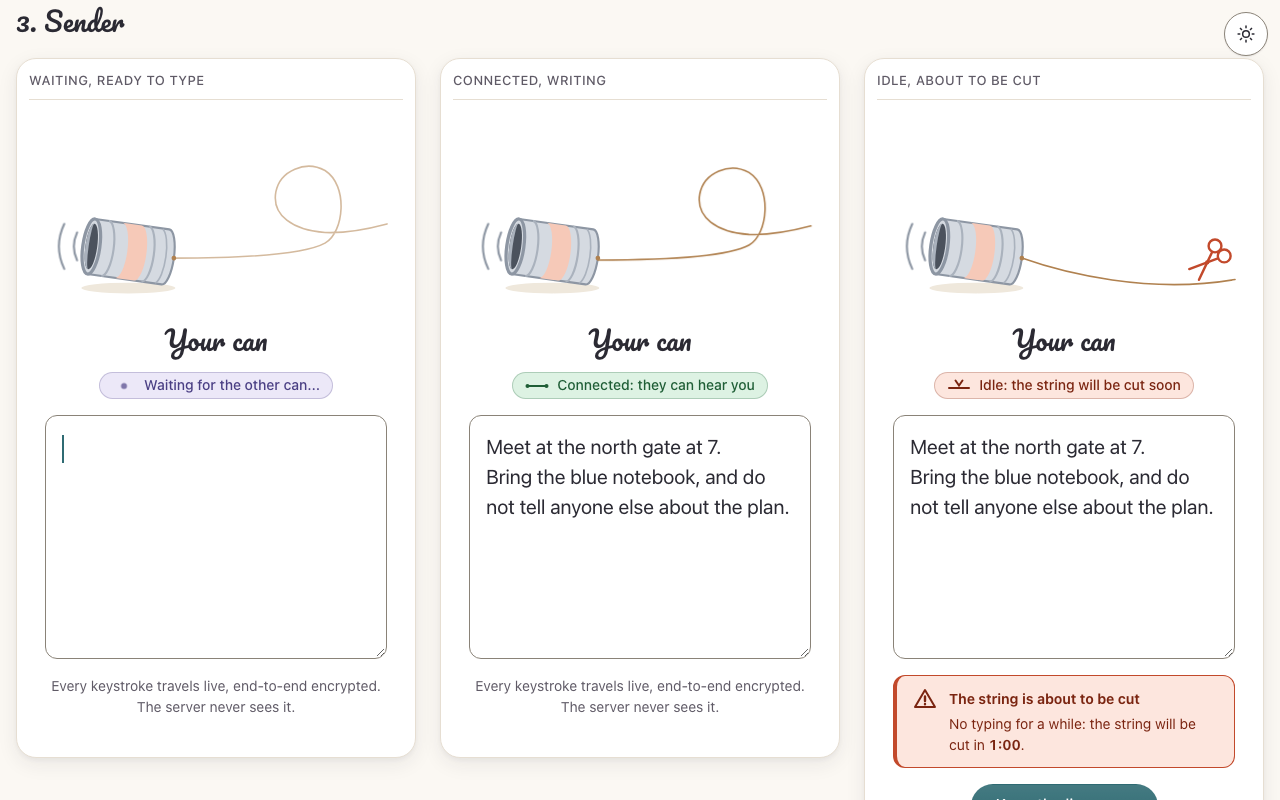 3. Sender
WAITING, READY TO TYPE
Your can
Waiting for the other can...
Every keystroke travels live, end-to-end encrypted.
The server never sees it.
CONNECTED, WRITING
Your can
Connected: they can hear you
Meet at the north gate at 7.
Bring the blue notebook, and do
not tell anyone else about the plan.
Every keystroke travels live, end-to-end encrypted.
The server never sees it.
IDLE, ABOUT TO BE CUT
Your can
Idle: the string will be cut soon
Meet at the north gate at 7.
Bring the blue notebook, and do
not tell anyone else about the plan.
The string is about to be cut
No typing for a while: the string will be
cut in 1:00.